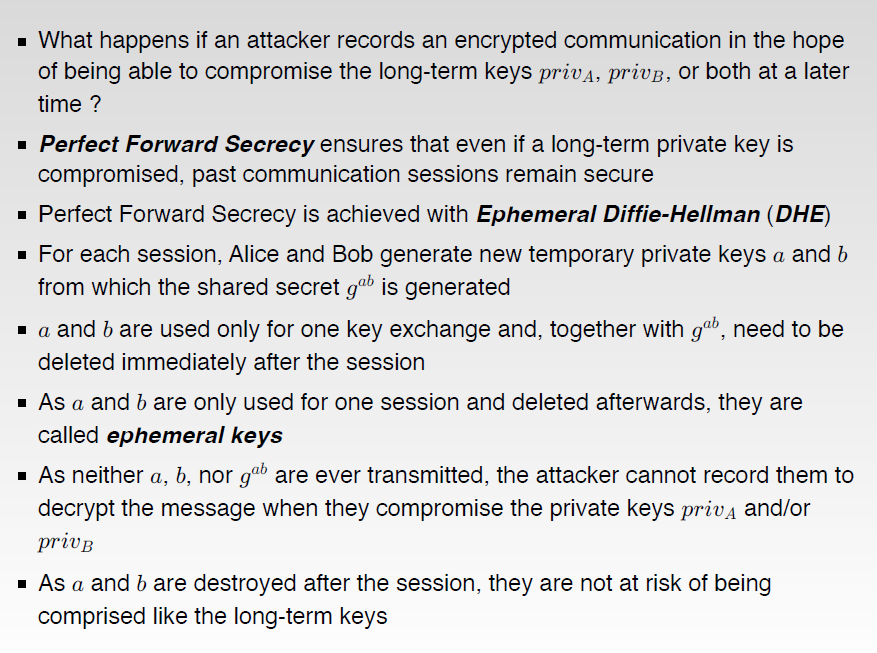 ▪ What happens if an attacker records an encrypted communication in the hope
of being able to compromise the long-term keys priv_A, priv_B, or both at a later
time ?
▪ Perfect Forward Secrecy ensures that even if a long-term private key is
compromised, past communication sessions remain secure
▪ Perfect Forward Secrecy is achieved with Ephemeral Diffie-Hellman (DHE)
▪ For each session, Alice and Bob generate new temporary private keys a and b
from which the shared secret g^{ab} is generated
▪ a and b are used only for one key exchange and, together with g^{ab}, need to be
deleted immediately after the session
▪ As a and b are only used for one session and deleted afterwards, they are
called ephemeral keys
▪ As neither a, b, nor g^{ab} are ever transmitted, the attacker cannot record them to
decrypt the message when they compromise the private keys priv_A and/or
priv_B
▪ As a and b are destroyed after the session, they are not at risk of being
comprised like the long-term keys